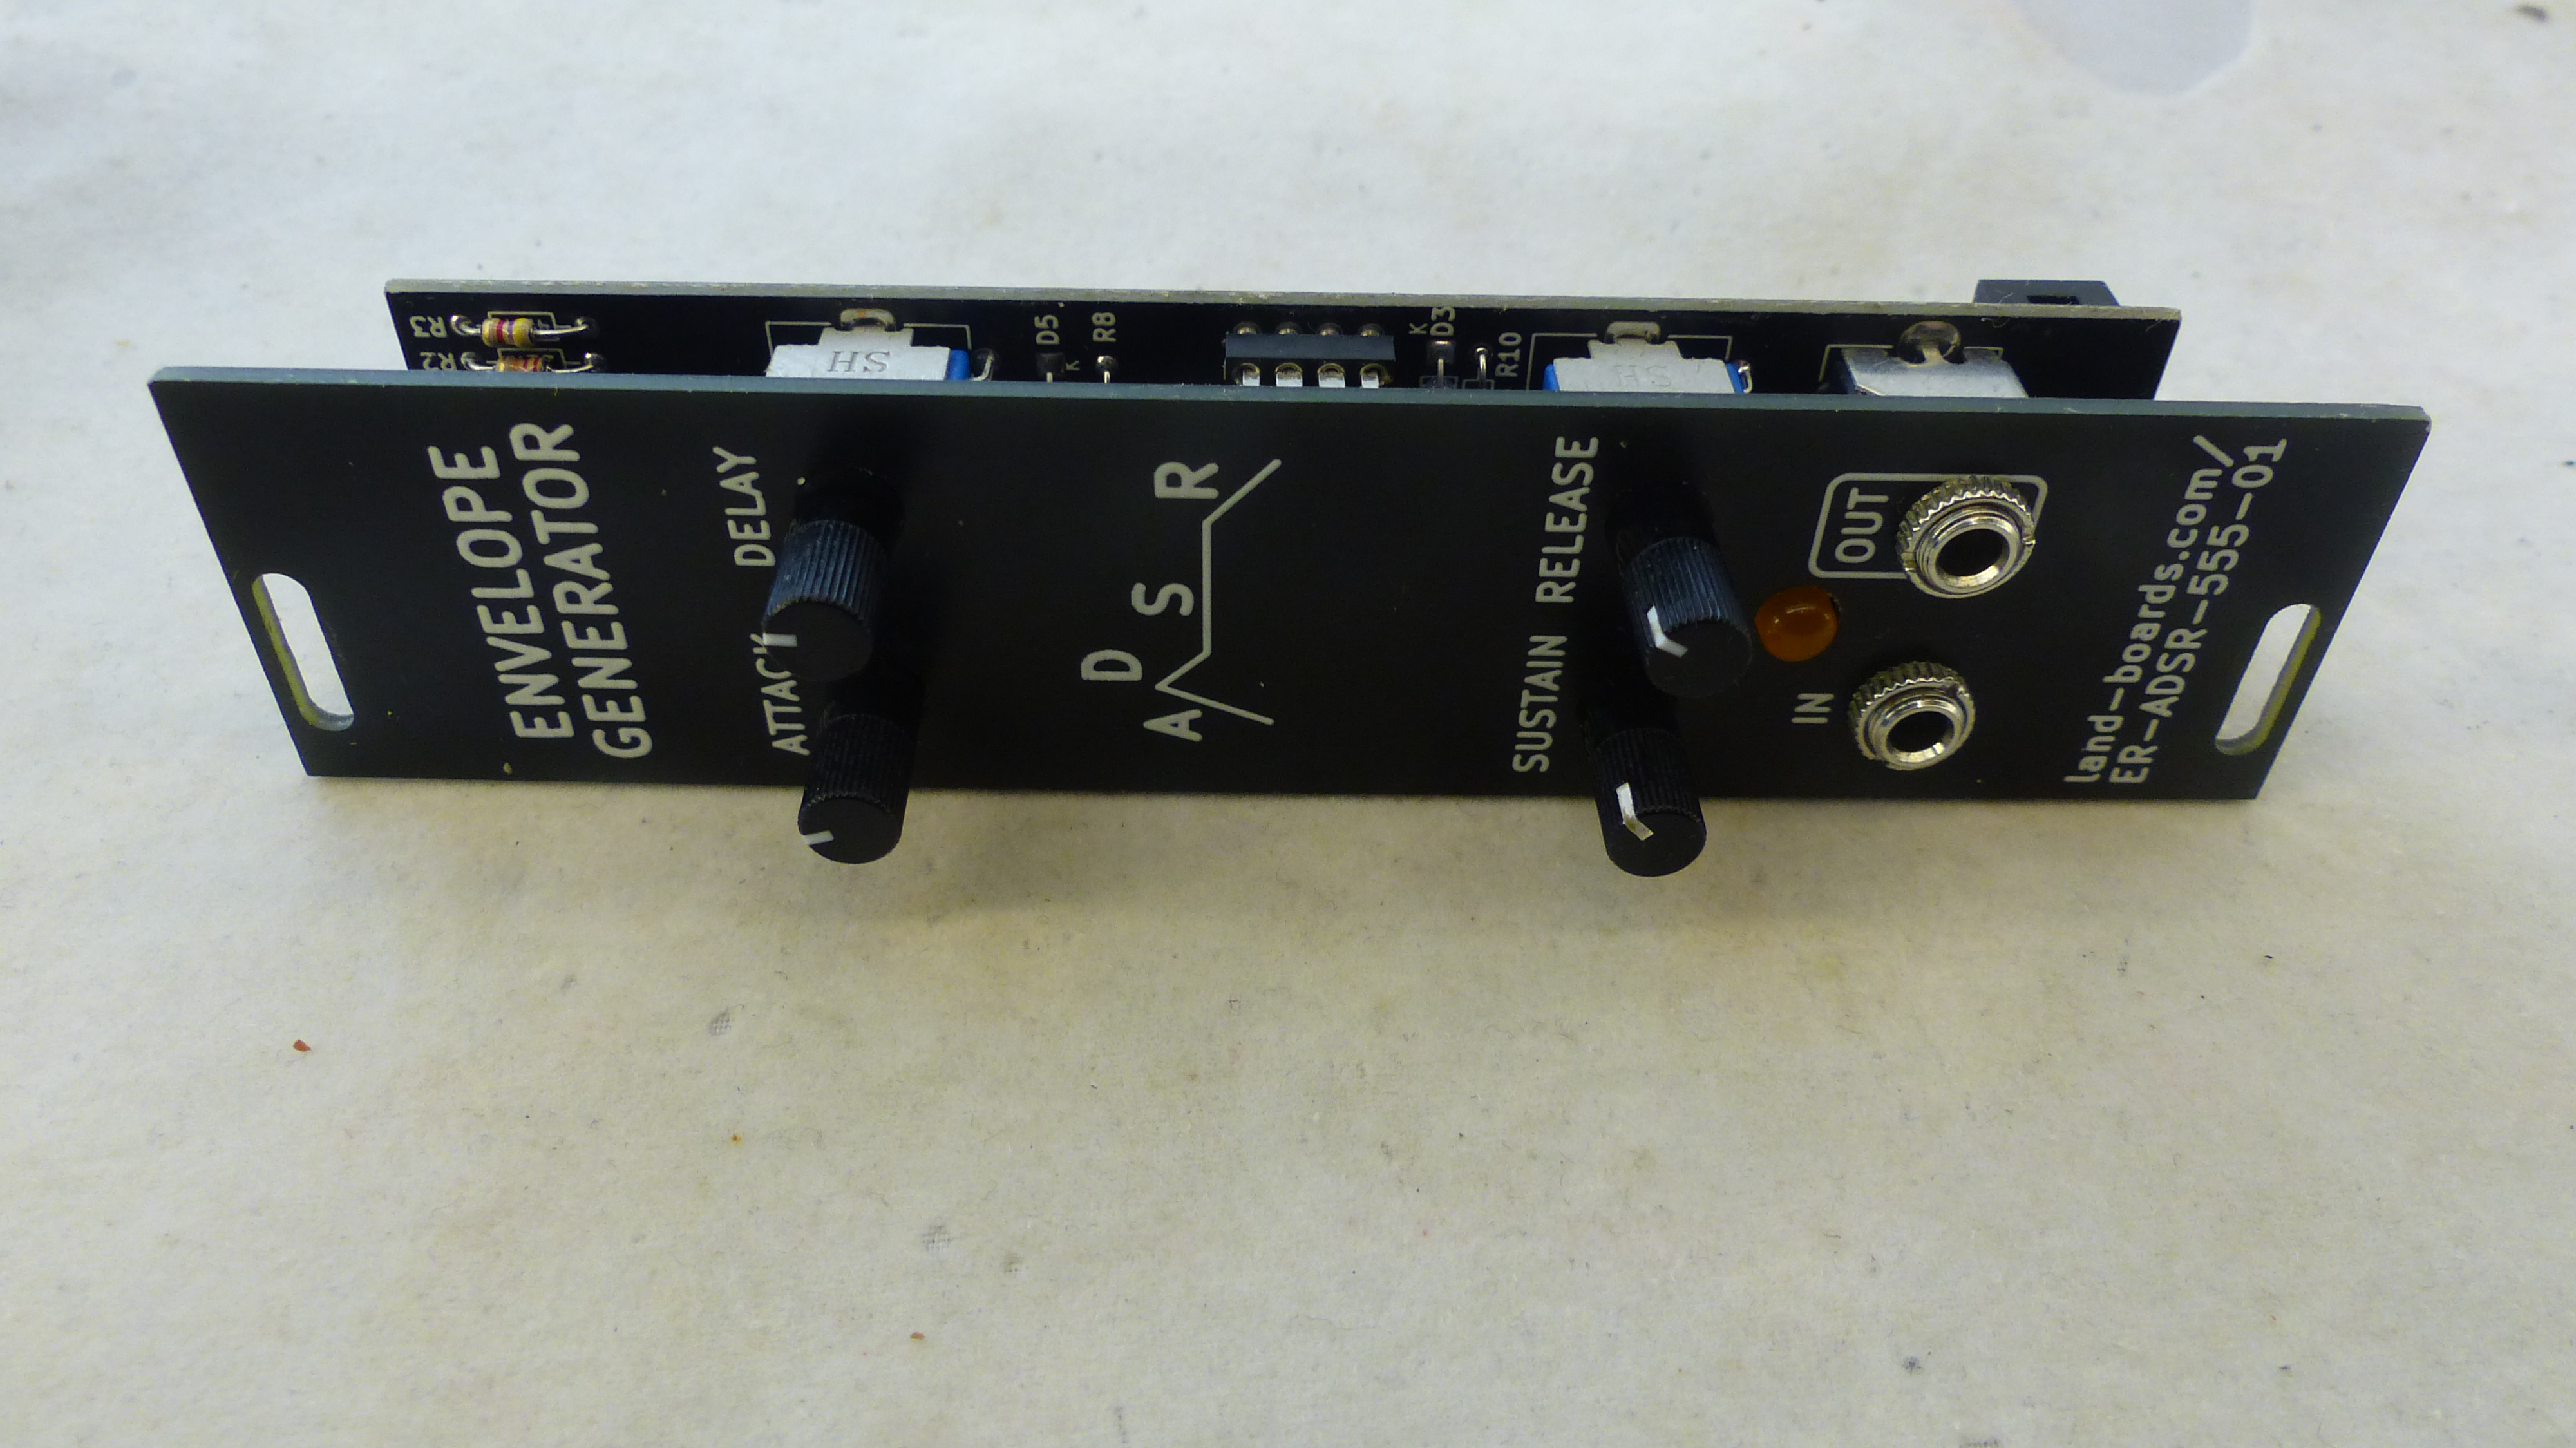 ENVELOPE
GENERATOR
ATTACK DELAY
A D S R
SUSTAIN RELEASE
IN
OUT
land-boards.com/
ER-ADSR-555-01
R3
R2
SH
D5
K
R8
K
D3
R10
SH